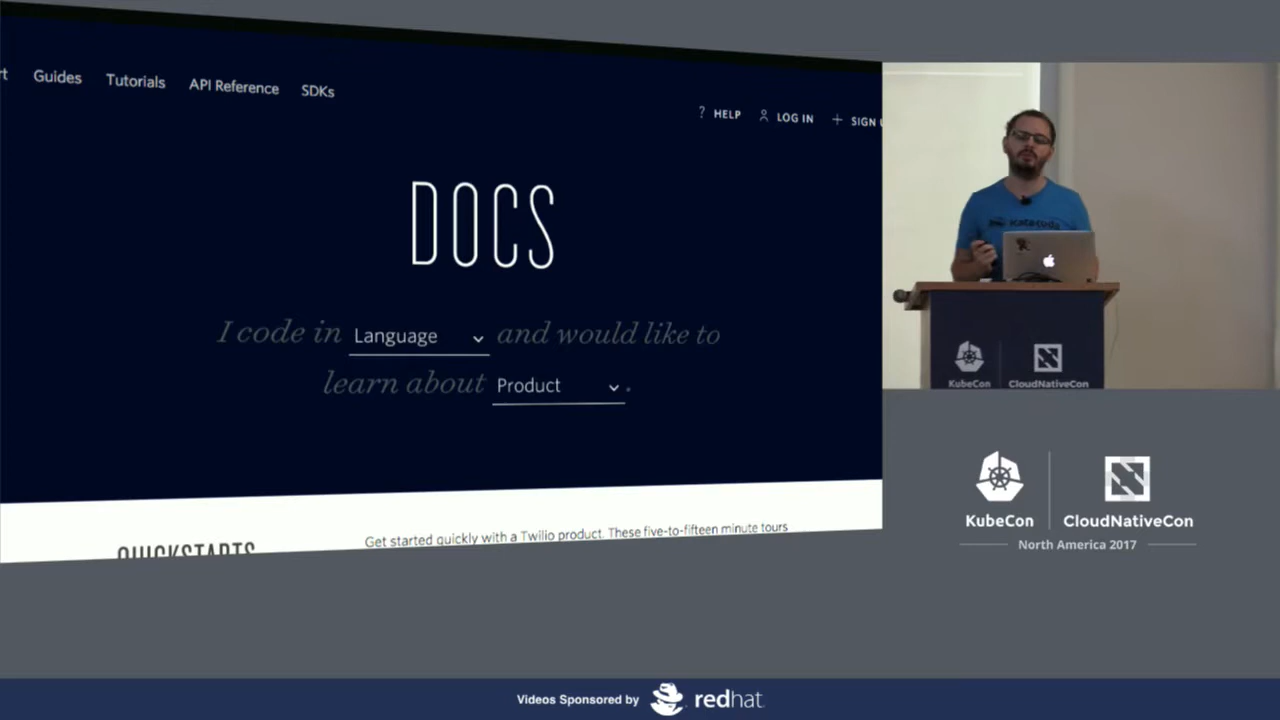 Guides Tutorials API Reference SDKs
? HELP LOG IN + SIGN
DOCS
I code in Language and would like to
learn about Product .
QUICKSTARTS
Get started quickly with a Twilio product. These five-to-fifteen minute tours
KubeCon CloudNativeCon
KubeCon CloudNativeCon
North America 2017
Videos Sponsored by redhat